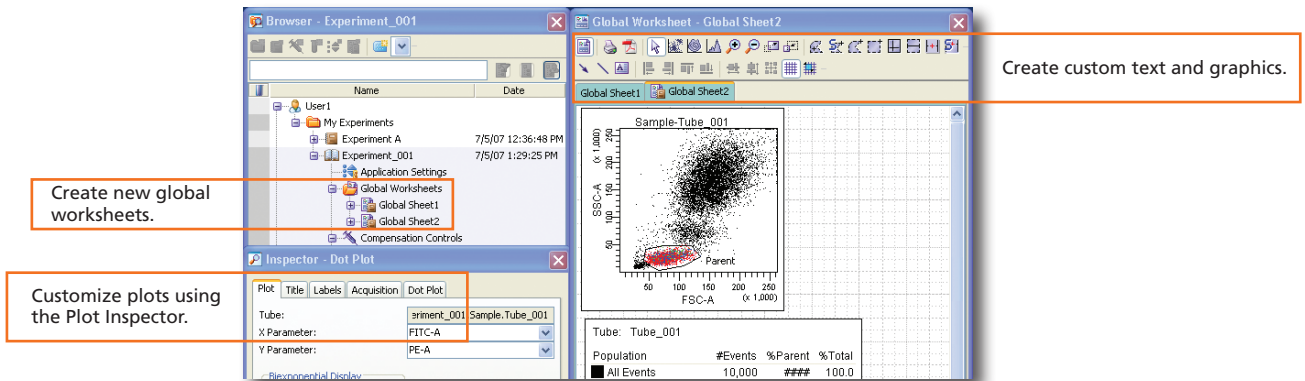 Browser - Experiment_001
Name Date
User1
My Experiments
Experiment A 7/5/07 12:36:48 PM
Experiment_001 7/5/07 1:29:25 PM
Application Settings
Global Worksheets
Global Sheet1
Global Sheet2
Compensation Controls
Create new global
worksheets.
Inspector - Dot Plot
Plot Title Labels Acquisition Dot Plot
Tube: eriment_001.Sample.Tube_001
X Parameter: FITC-A
Y Parameter: PE-A
Biexponential Display
Customize plots using
the Plot Inspector.
Global Worksheet - Global Sheet2
Global Sheet1 Global Sheet2
Create custom text and graphics.
Sample-Tube_001
SSC-A (x 1,000)
50 100 150 200 250
Parent
50 100 150 200 250
FSC-A (x 1,000)
Tube: Tube_001
Population #Events %Parent %Total
All Events 10,000 #### 100.0